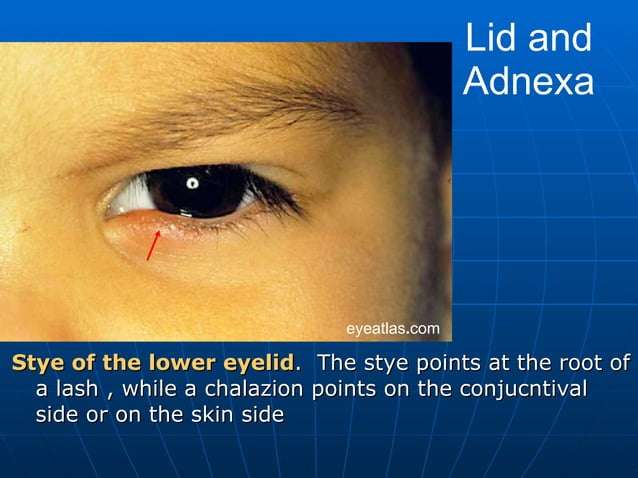 Lid and
Adnexa
eyeatlas.com
Stye of the lower eyelid. The stye points at the root of
a lash , while a chalazion points on the conjucntival
side or on the skin side